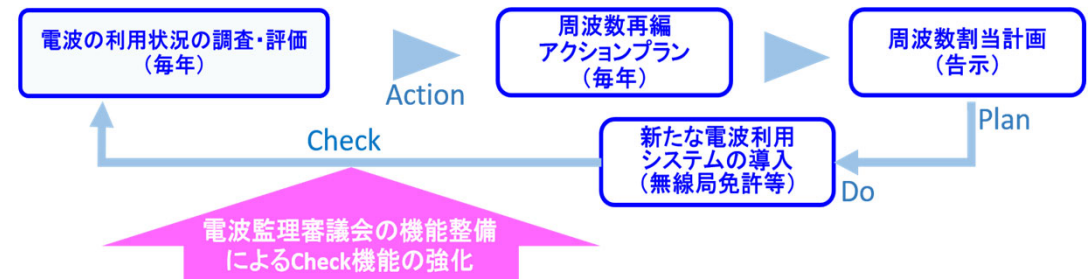 電波の利用状況の調査・評価
(毎年)
Action
周波数再編
アクションプラン
(毎年)
周波数割当計画
(告示)
Plan
Check
新たな電波利用
システムの導入
(無線局免許等)
Do
電波監理審議会の機能整備
によるCheck機能の強化